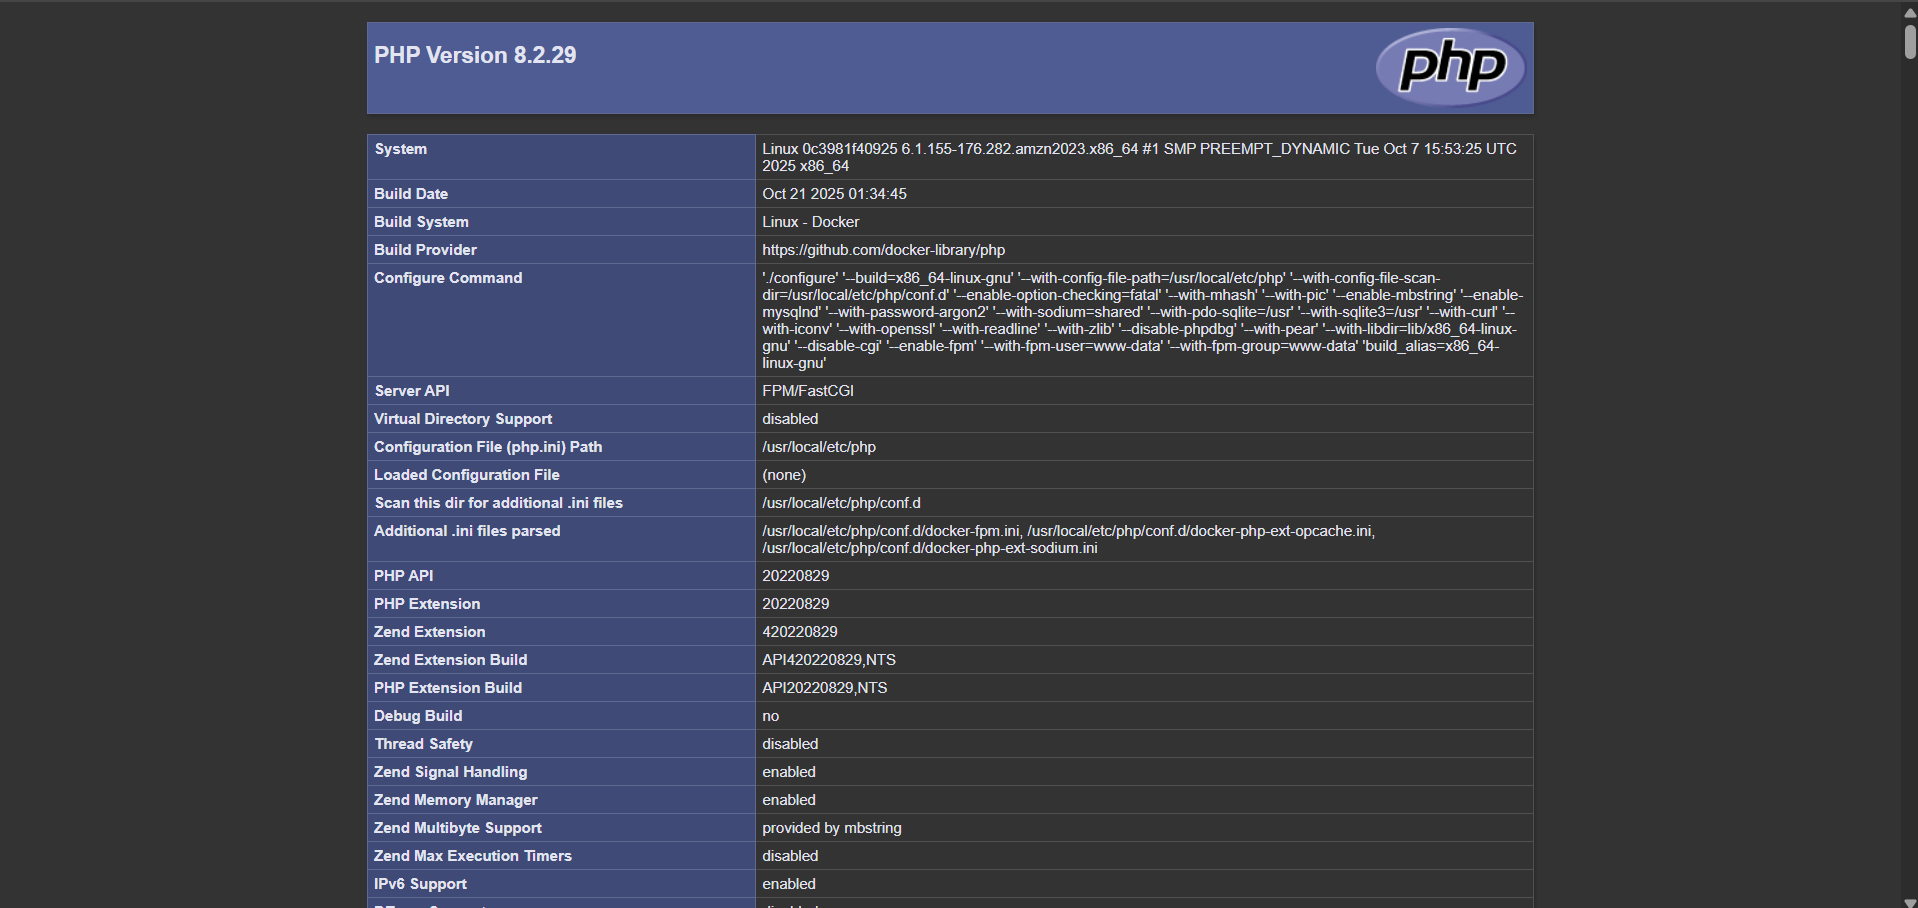 PHP Version 8.2.29
php
System
Linux 0c3981f40925 6.1.155-176.282.amzn2023.x86_64 #1 SMP PREEMPT_DYNAMIC Tue Oct 7 15:53:25 UTC
2025 x86_64
Build Date
Oct 21 2025 01:34:45
Build System
Linux - Docker
Build Provider
https://github.com/docker-library/php
Configure Command
'./configure' '--build=x86_64-linux-gnu' '--with-config-file-path=/usr/local/etc/php' '--with-config-file-scan-
dir=/usr/local/etc/php/conf.d' '--enable-option-checking=fatal' '--with-mhash' '--with-pic' '--enable-mbstring' '--enable-
mysqlnd' '--with-password-argon2' '--with-sodium=shared' '--with-pdo-sqlite=/usr' '--with-sqlite3=/usr' '--with-curl' '--
with-iconv' '--with-openssl' '--with-readline' '--with-zlib' '--disable-phpdbg' '--with-pear' '--with-libdir=lib/x86_64-linux-
gnu' '--disable-cgi' '--enable-fpm' '--with-fpm-user=www-data' '--with-fpm-group=www-data' 'build_alias=x86_64-
linux-gnu'
Server API
FPM/FastCGI
Virtual Directory Support
disabled
Configuration File (php.ini) Path
/usr/local/etc/php
Loaded Configuration File
(none)
Scan this dir for additional .ini files
/usr/local/etc/php/conf.d
Additional .ini files parsed
/usr/local/etc/php/conf.d/docker-fpm.ini, /usr/local/etc/php/conf.d/docker-php-ext-opcache.ini,
/usr/local/etc/php/conf.d/docker-php-ext-sodium.ini
PHP API
20220829
PHP Extension
20220829
Zend Extension
420220829
Zend Extension Build
API420220829,NTS
PHP Extension Build
API20220829,NTS
Debug Build
no
Thread Safety
disabled
Zend Signal Handling
enabled
Zend Memory Manager
enabled
Zend Multibyte Support
provided by mbstring
Zend Max Execution Timers
disabled
IPv6 Support
enabled